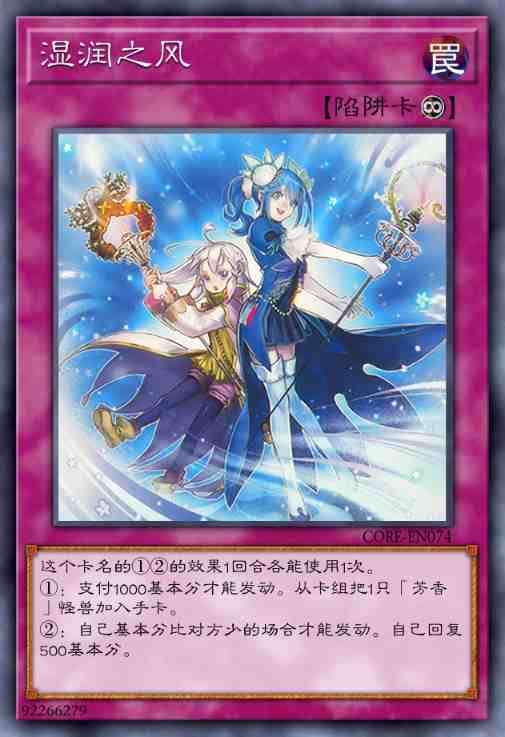 湿润之风
罠
【陷阱卡♾】
CORE-EN074
这个卡名的①②的效果1回合各能使用1次。
①：支付1000基本分才能发动。从卡组把1只「芳香
」怪兽加入手卡。
②：自己基本分比对方少的场合才能发动。自己回复
500基本分。
92266279